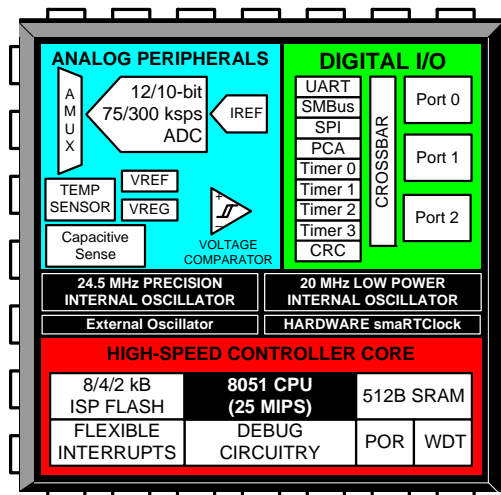 ANALOG PERIPHERALS
A
M
U
X
12/10-bit
75/300 ksps
ADC
IREF
TEMP
SENSOR
VREF
VREG
Capacitive
Sense
+
–
VOLTAGE
COMPARATOR
DIGITAL I/O
UART
SMBus
SPI
PCA
Timer 0
Timer 1
Timer 2
Timer 3
CRC
CROSSBAR
Port 0
Port 1
Port 2
24.5 MHz PRECISION
INTERNAL OSCILLATOR
20 MHz LOW POWER
INTERNAL OSCILLATOR
External Oscillator
HARDWARE smaRTClock
HIGH-SPEED CONTROLLER CORE
8/4/2 kB
ISP FLASH
8051 CPU
(25 MIPS)
512B SRAM
FLEXIBLE
INTERRUPTS
DEBUG
CIRCUITRY
POR
WDT